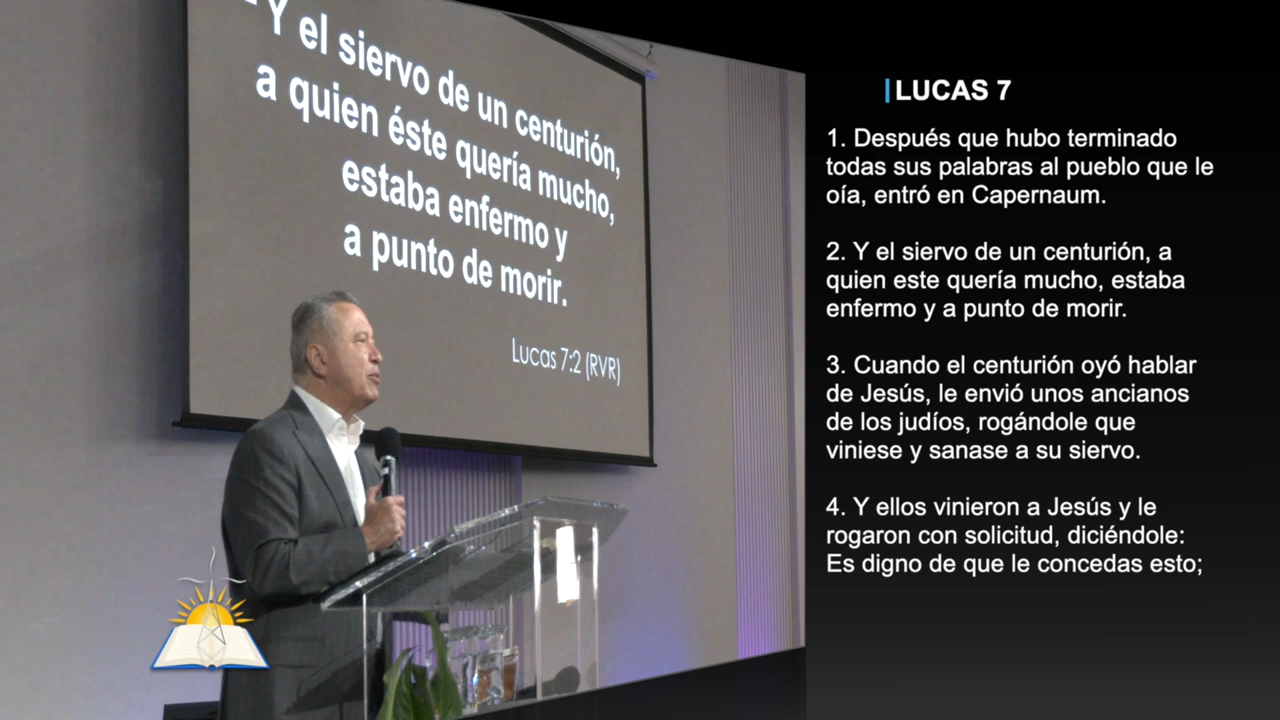 Y el siervo de un centurión,
a quien éste quería mucho,
estaba enfermo y
a punto de morir.
Lucas 7:2 (RVR)
LUCAS 7
1. Después que hubo terminado
todas sus palabras al pueblo que le
oía, entró en Capernaum.
2. Y el siervo de un centurión, a
quien este quería mucho, estaba
enfermo y a punto de morir.
3. Cuando el centurión oyó hablar
de Jesús, le envió unos ancianos
de los judíos, rogándole que
viniese y sanase a su siervo.
4. Y ellos vinieron a Jesús y le
rogaron con solicitud, diciéndole:
Es digno de que le concedas esto;